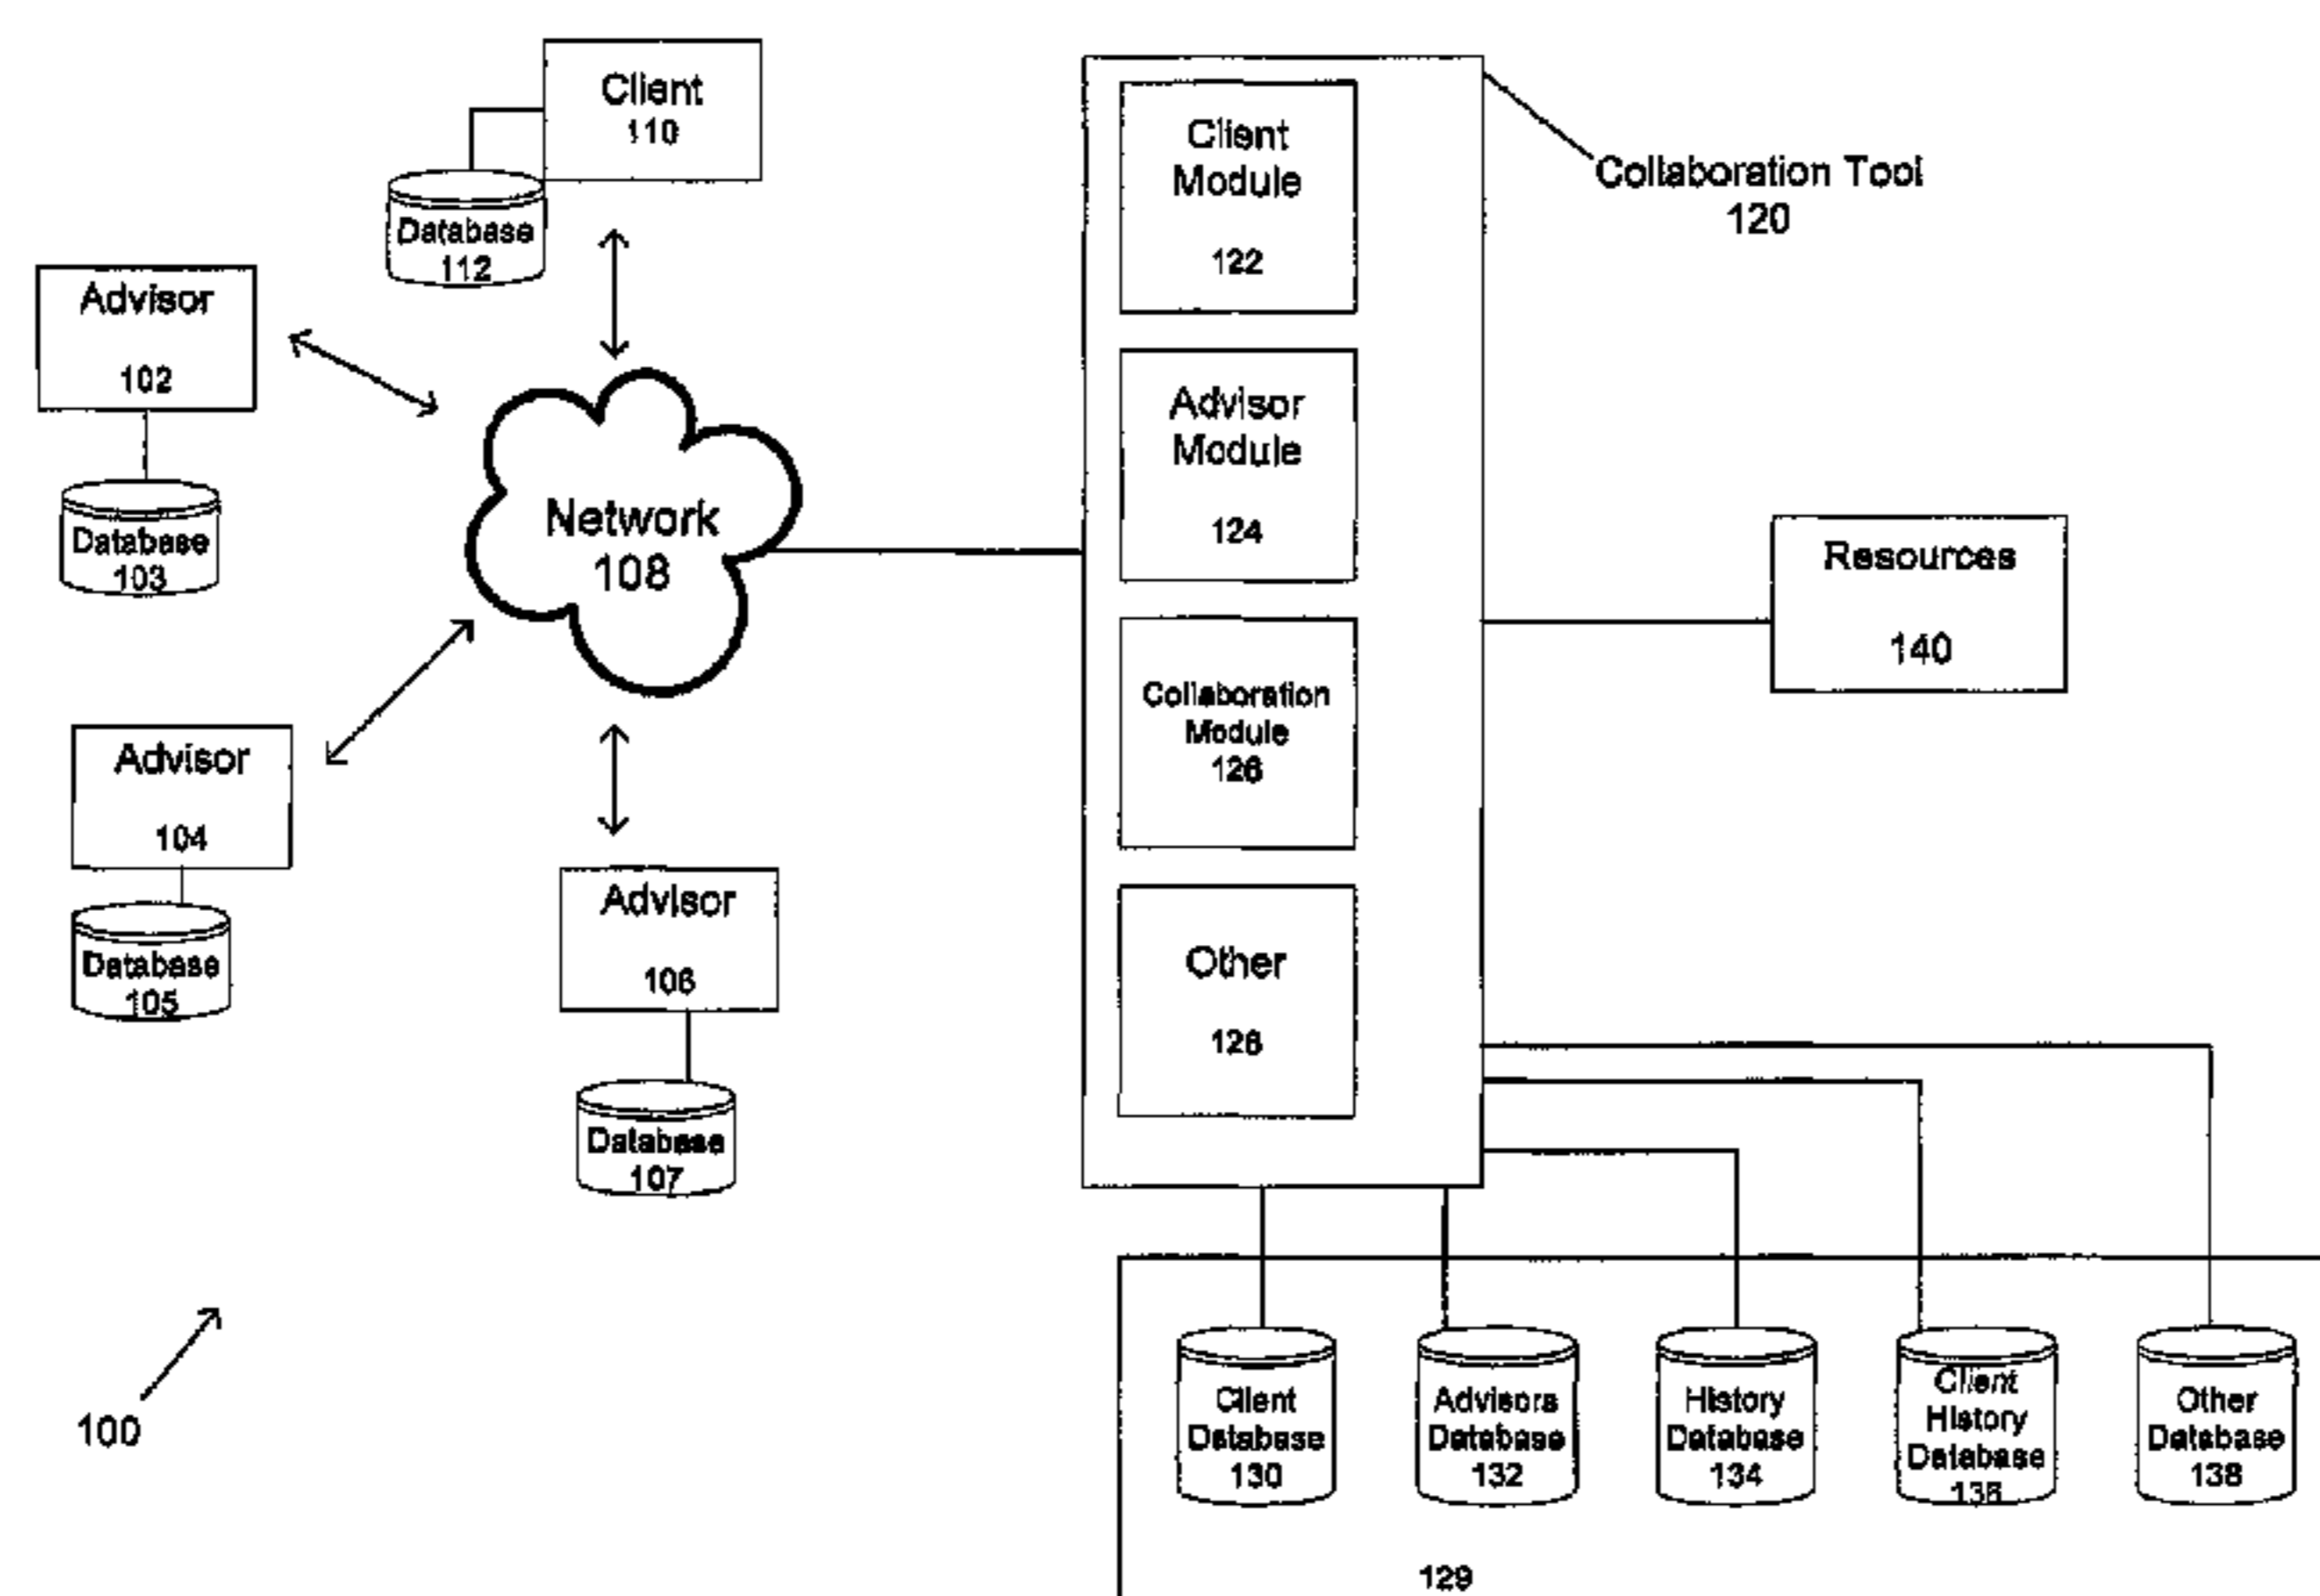 Client
110
Database
112
Advisor
102
Database
103
Network
108
Advisor
104
Database
105
Advisor
106
Database
107
100
Client
Module
122
Advisor
Module
124
Collaboration
Module
126
Other
128
Collaboration Tool
120
Resources
140
Client
Database
130
Advisors
Database
132
History
Database
134
Client
History
Database
136
Other
Database
138
129